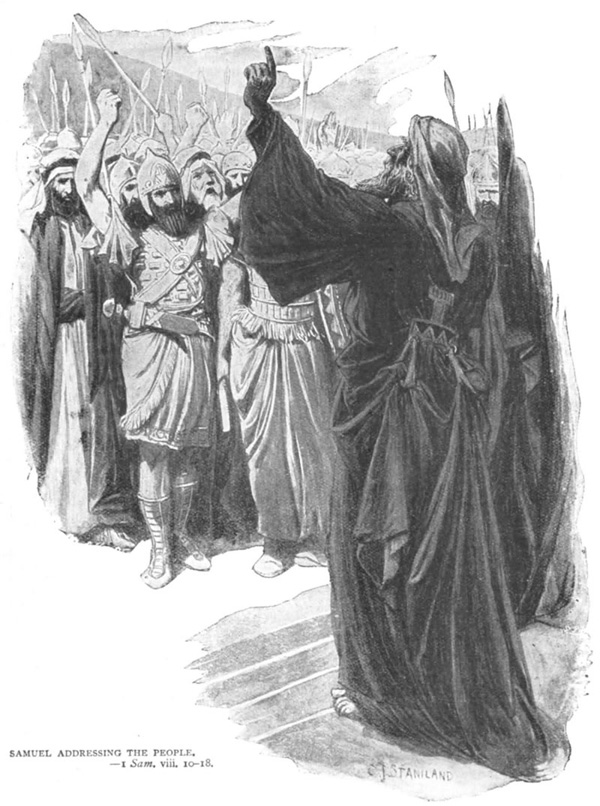 SAMUEL ADDRESSING THE PEOPLE.
—1 Sam. viii. 10–18.
C J STANILAND